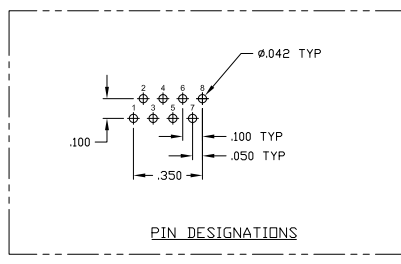 Ø.042 TYP
2 4 6 8
1 3 5 7
.100
.100 TYP
.050 TYP
.350
PIN DESIGNATIONS